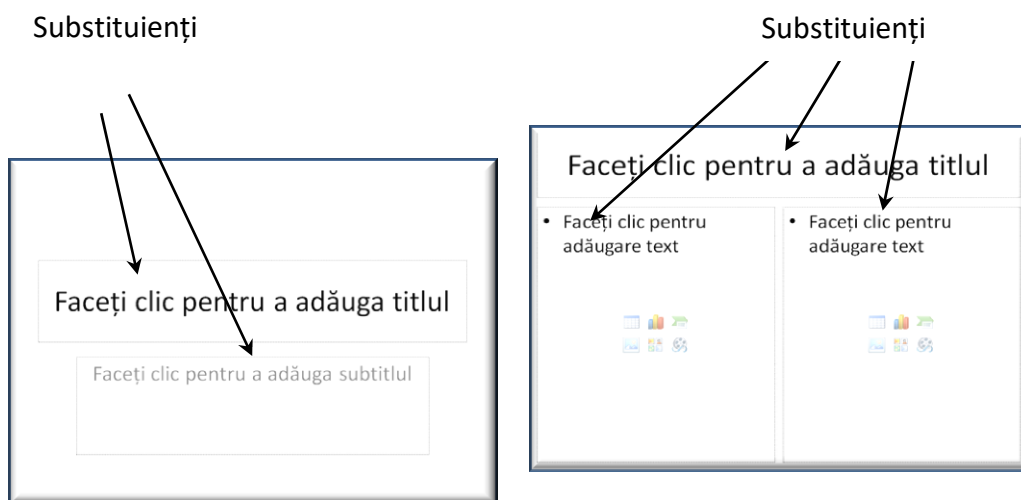 Substituienți
Substituienți
Faceți clic pentru a adăuga titlul
Faceți clic pentru a adăuga subtitlul
Faceți clic pentru a adăuga titlul
• Faceți clic pentru
adăugare text
• Faceți clic pentru
adăugare text